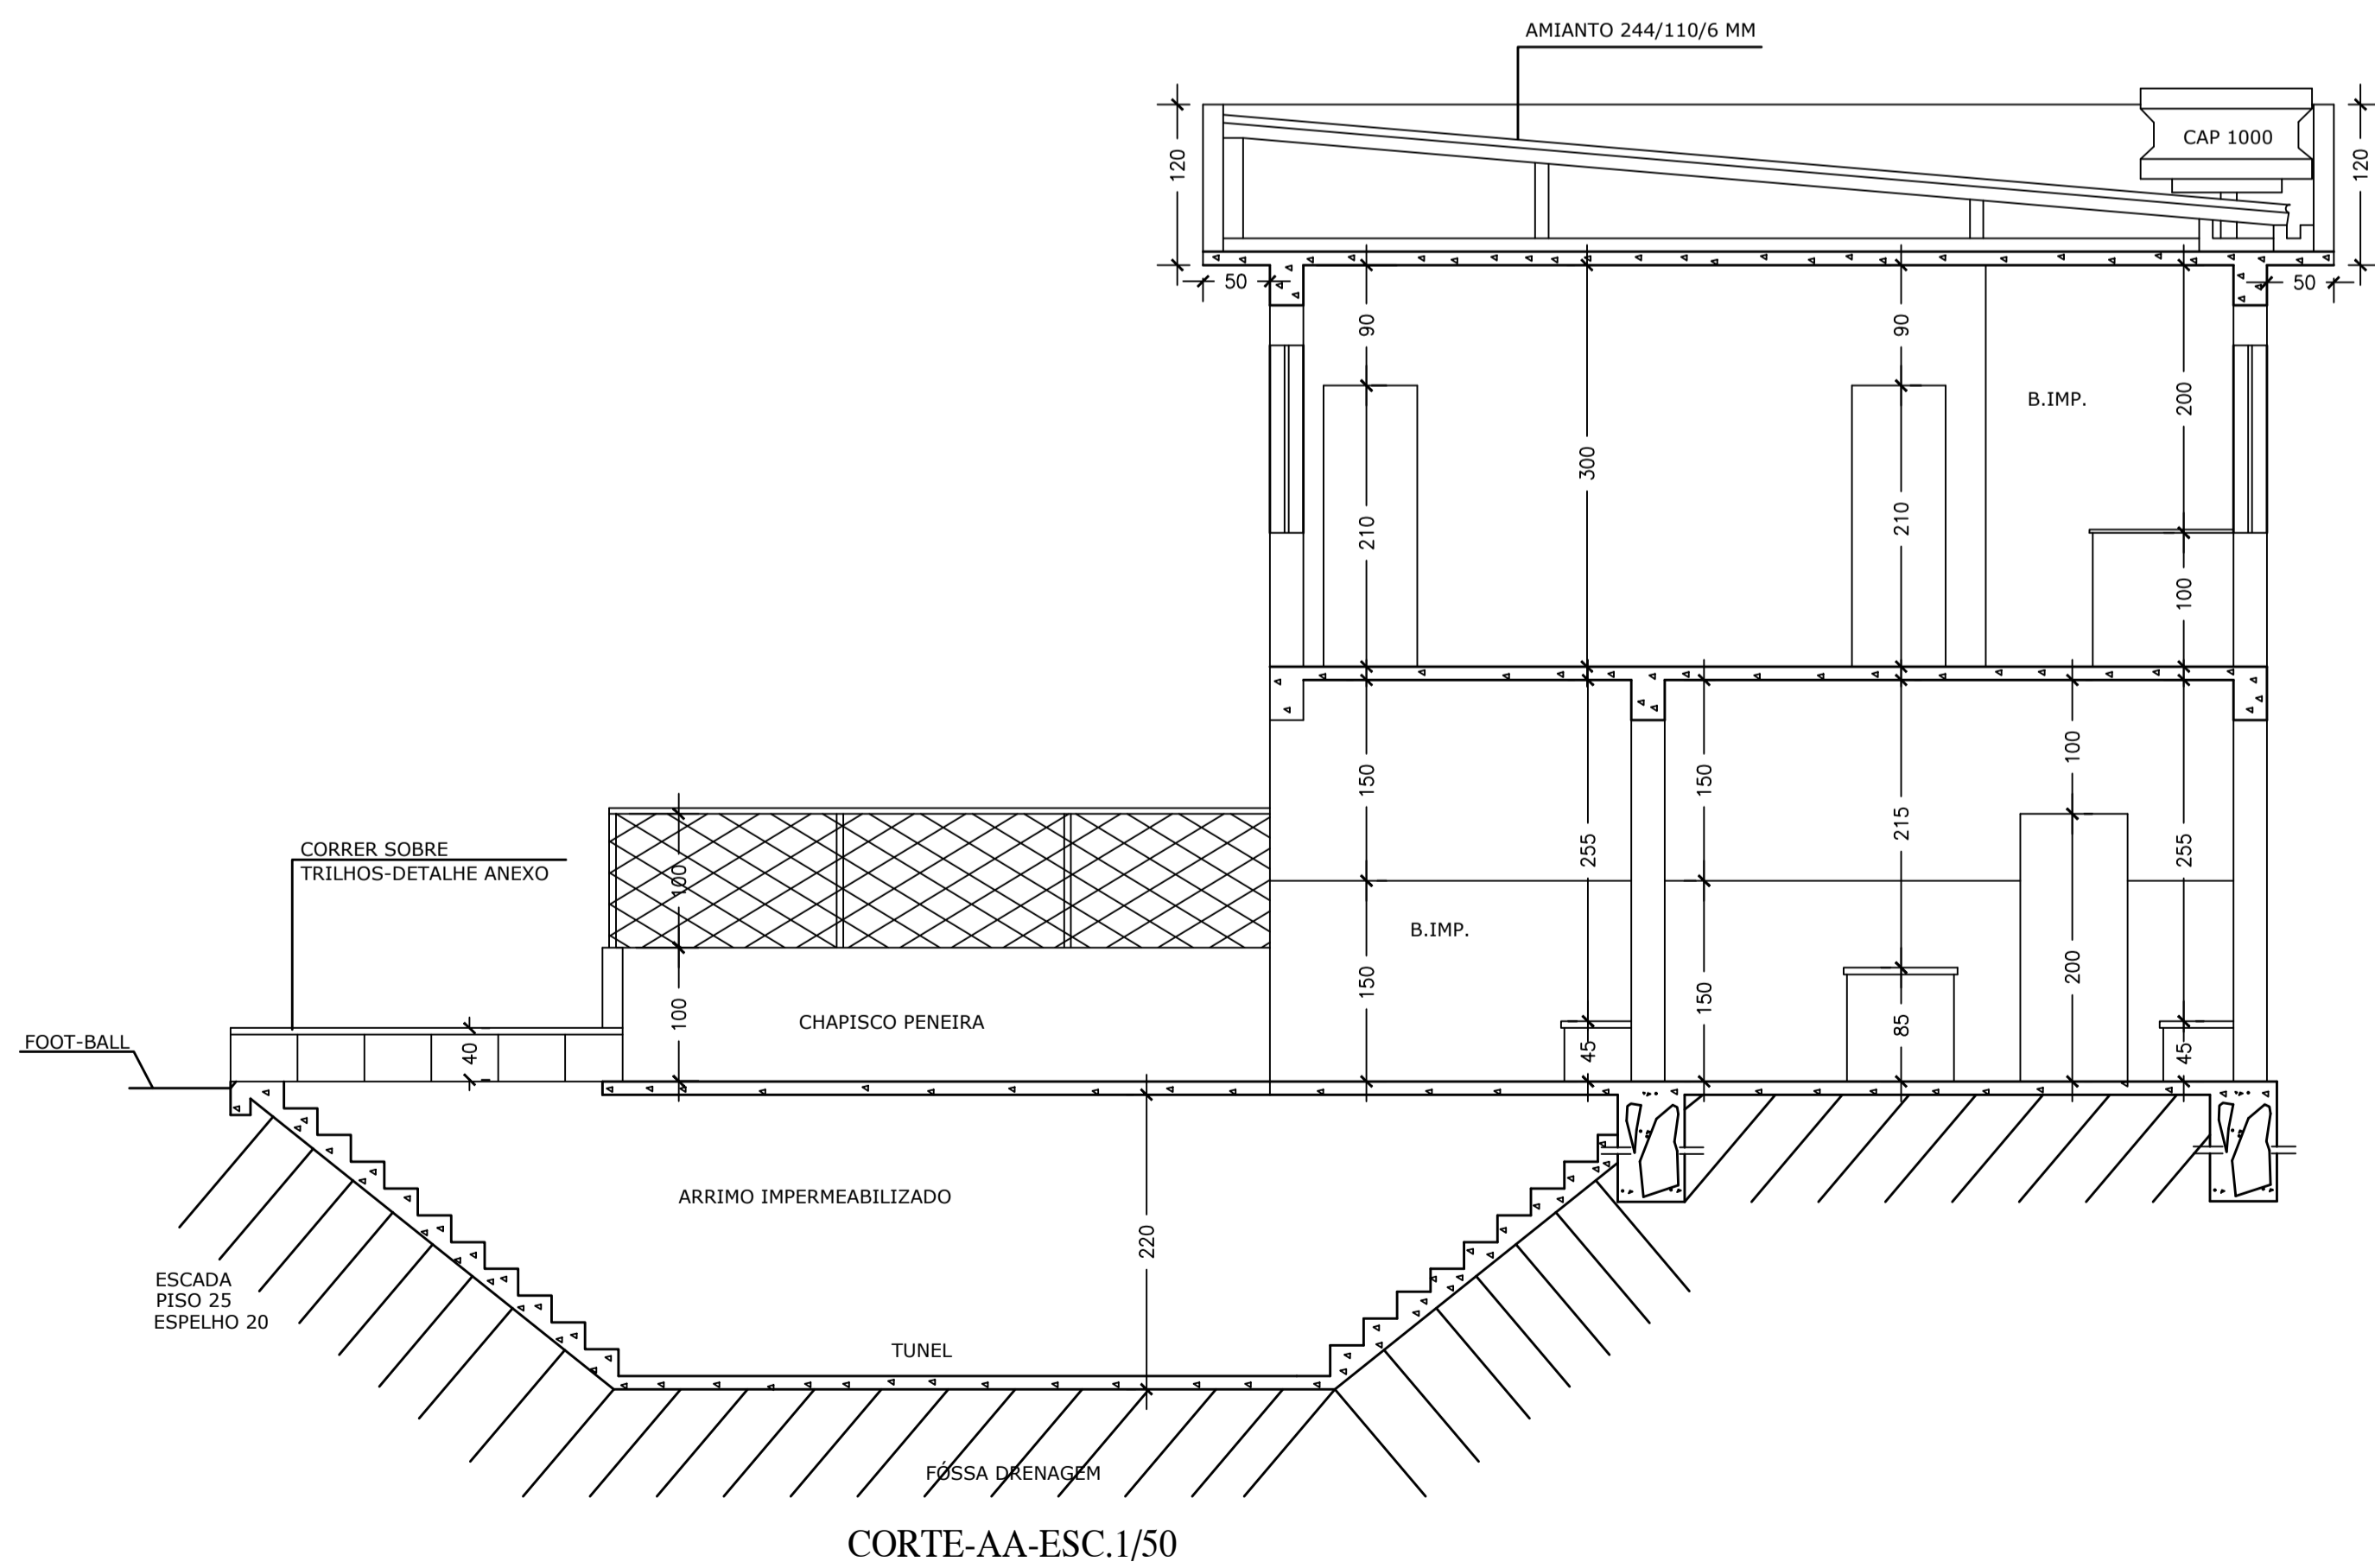 AMIANTO 244/110/6 MM
CAP 1000
120
120
50
50
90
90
B.IMP.
200
300
210
210
100
150
150
215
100
255
255
CORRER SOBRE
TRILHOS-DETALHE ANEXO
100
B.IMP.
150
150
200
100
CHAPISCO PENEIRA
85
45
45
40
FOOT-BALL
ARRIMO IMPERMEABILIZADO
220
ESCADA
PISO 25
ESPELHO 20
TUNEL
FÓSSA DRENAGEM
CORTE-AA-ESC.1/50